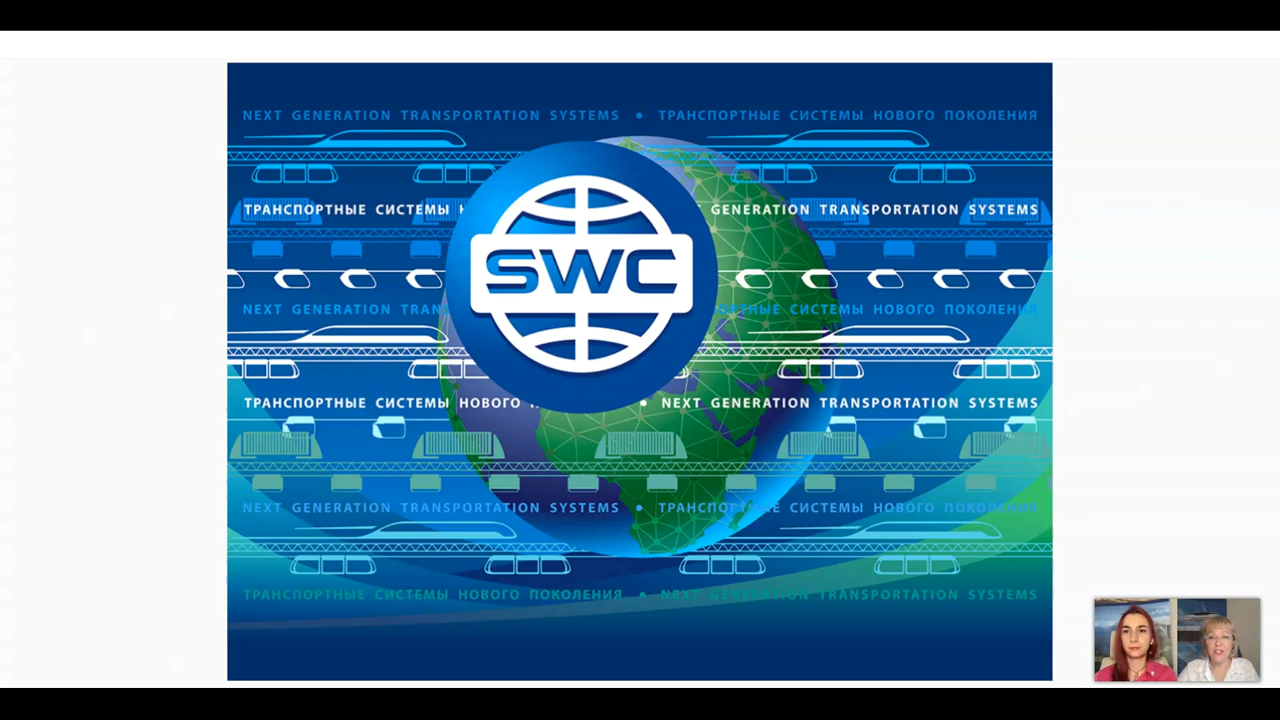 NEXT GENERATION TRANSPORTATION SYSTEMS • ТРАНСПОРТНЫЕ СИСТЕМЫ НОВОГО ПОКОЛЕНИЯ
ТРАНСПОРТНЫЕ СИСТЕМЫ GENERATION TRANSPORTATION SYSTEMS
SWC
NEXT GENERATION СИСТЕМЫ НОВОГО ПОКОЛЕНИЯ
ТРАНСПОРТНЫЕ СИСТЕМЫ НОВОГО • NEXT GENERATION TRANSPORTATION SYSTEMS
NEXT GENERATION TRANSPORTATION SYSTEMS • ТРАНСПОРТНЫЕ СИСТЕМЫ НОВОГО ПОКОЛЕНИЯ
ТРАНСПОРТНЫЕ СИСТЕМЫ НОВОГО ПОКОЛЕНИЯ • NEXT GENERATION TRANSPORTATION SYSTEMS